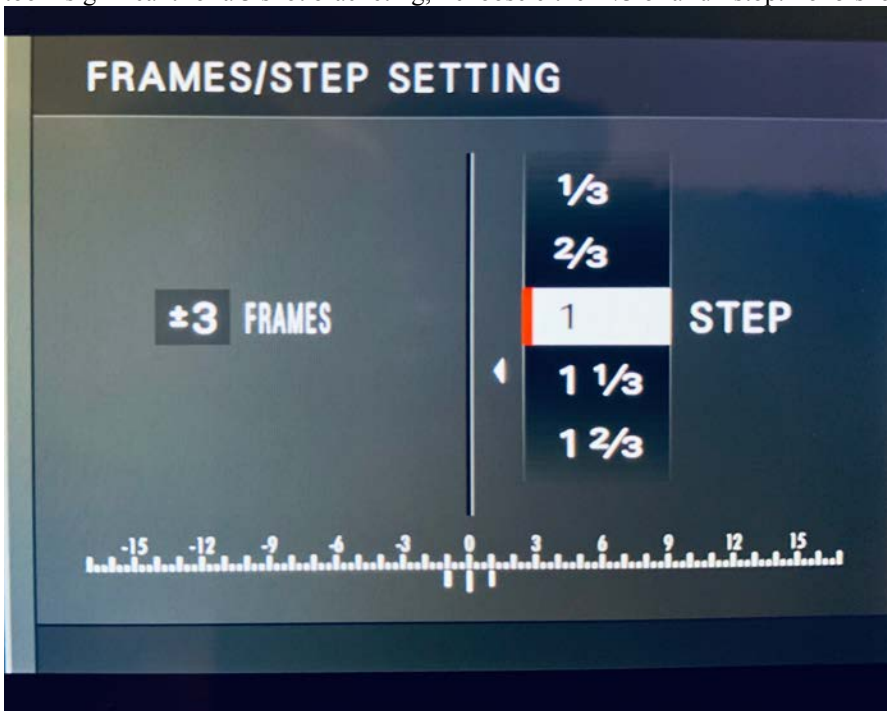 FRAMES/STEP SETTING
1/3
2/3
±3 FRAMES 1 STEP
1 1/3
1 2/3
-15 -12 -9 -6 -3 0 3 6 9 12 15